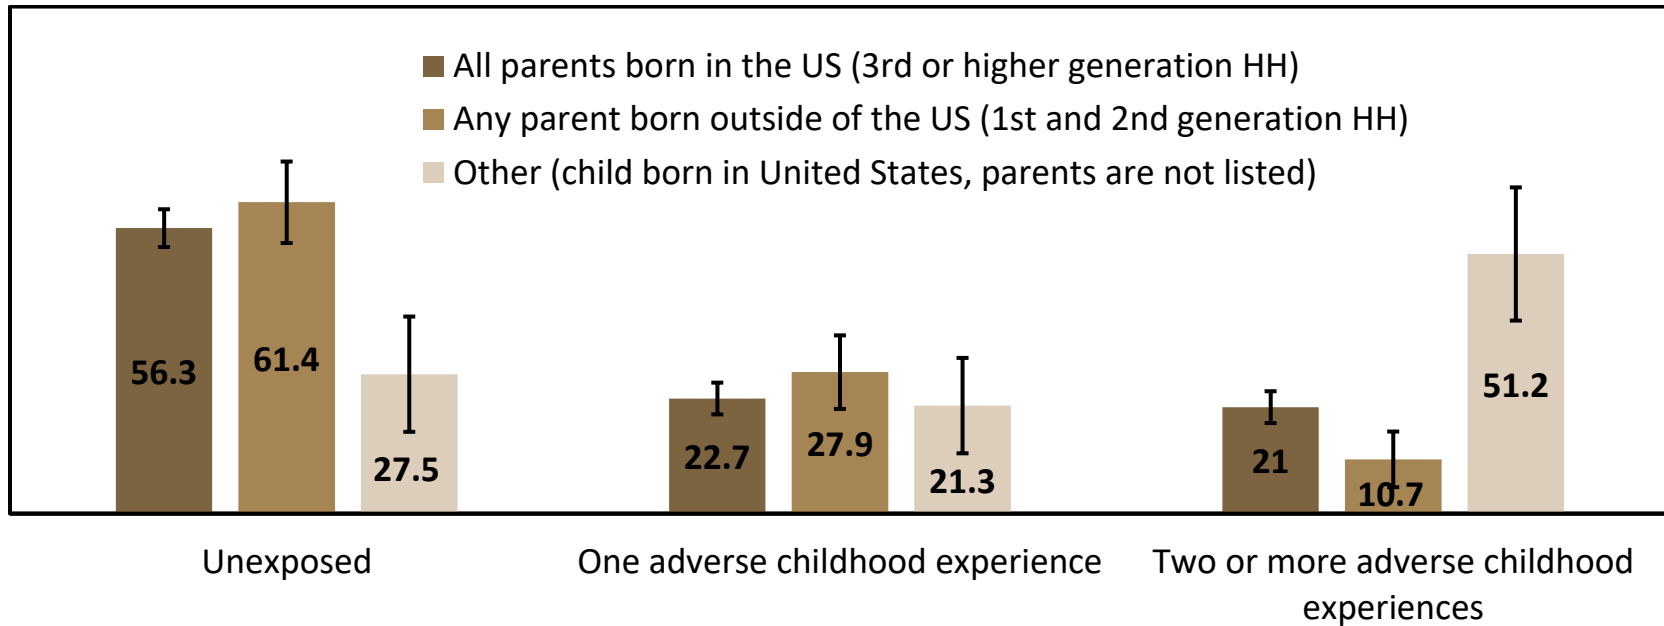 All parents born in the US (3rd or higher generation HH)
Any parent born outside of the US (1st and 2nd generation HH)
Other (child born in United States, parents are not listed)
56.3
61.4
27.5
22.7
27.9
21.3
21
10.7
51.2
Unexposed
One adverse childhood experience
Two or more adverse childhood
experiences